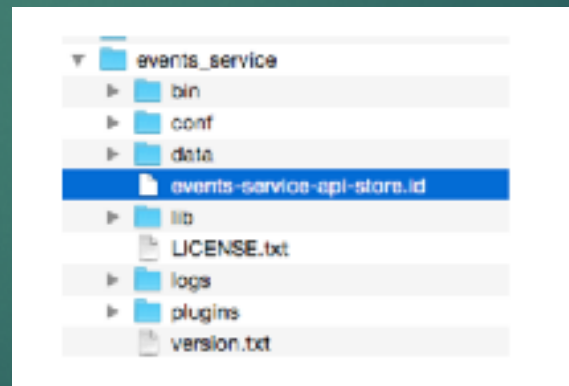 events_service
bin
conf
data
events-service-api-store.id
lib
LICENSE.txt
logs
plugins
version.txt